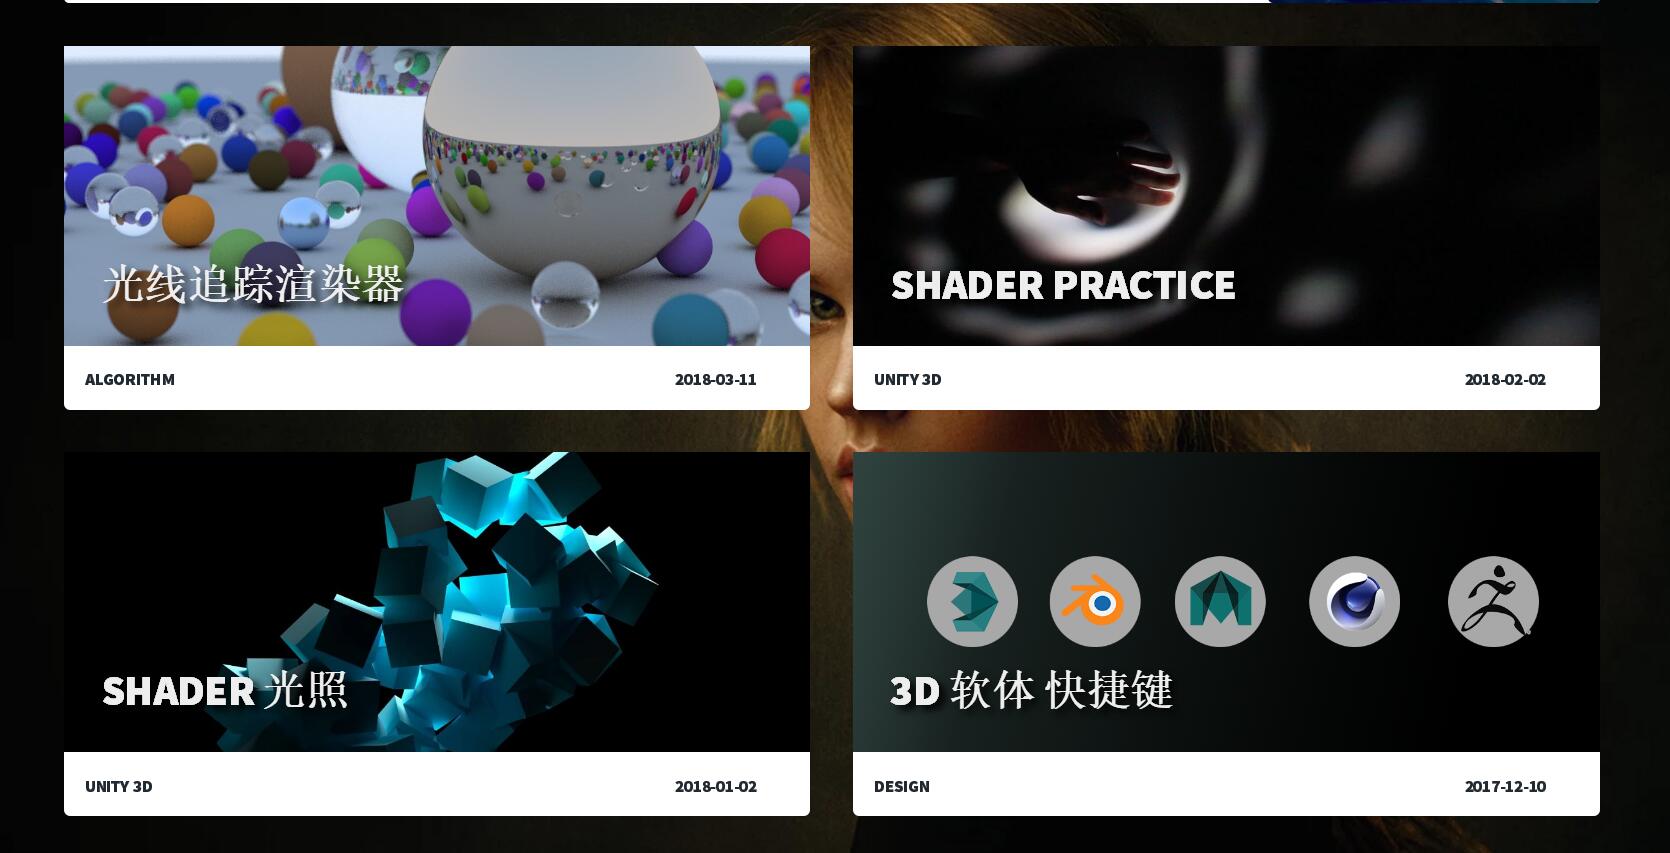 光线追踪渲染器
ALGORITHM 2018-03-11
SHADER PRACTICE
UNITY 3D 2018-02-02
SHADER 光照
UNITY 3D 2018-01-02
3D 软体 快捷键
DESIGN 2017-12-10